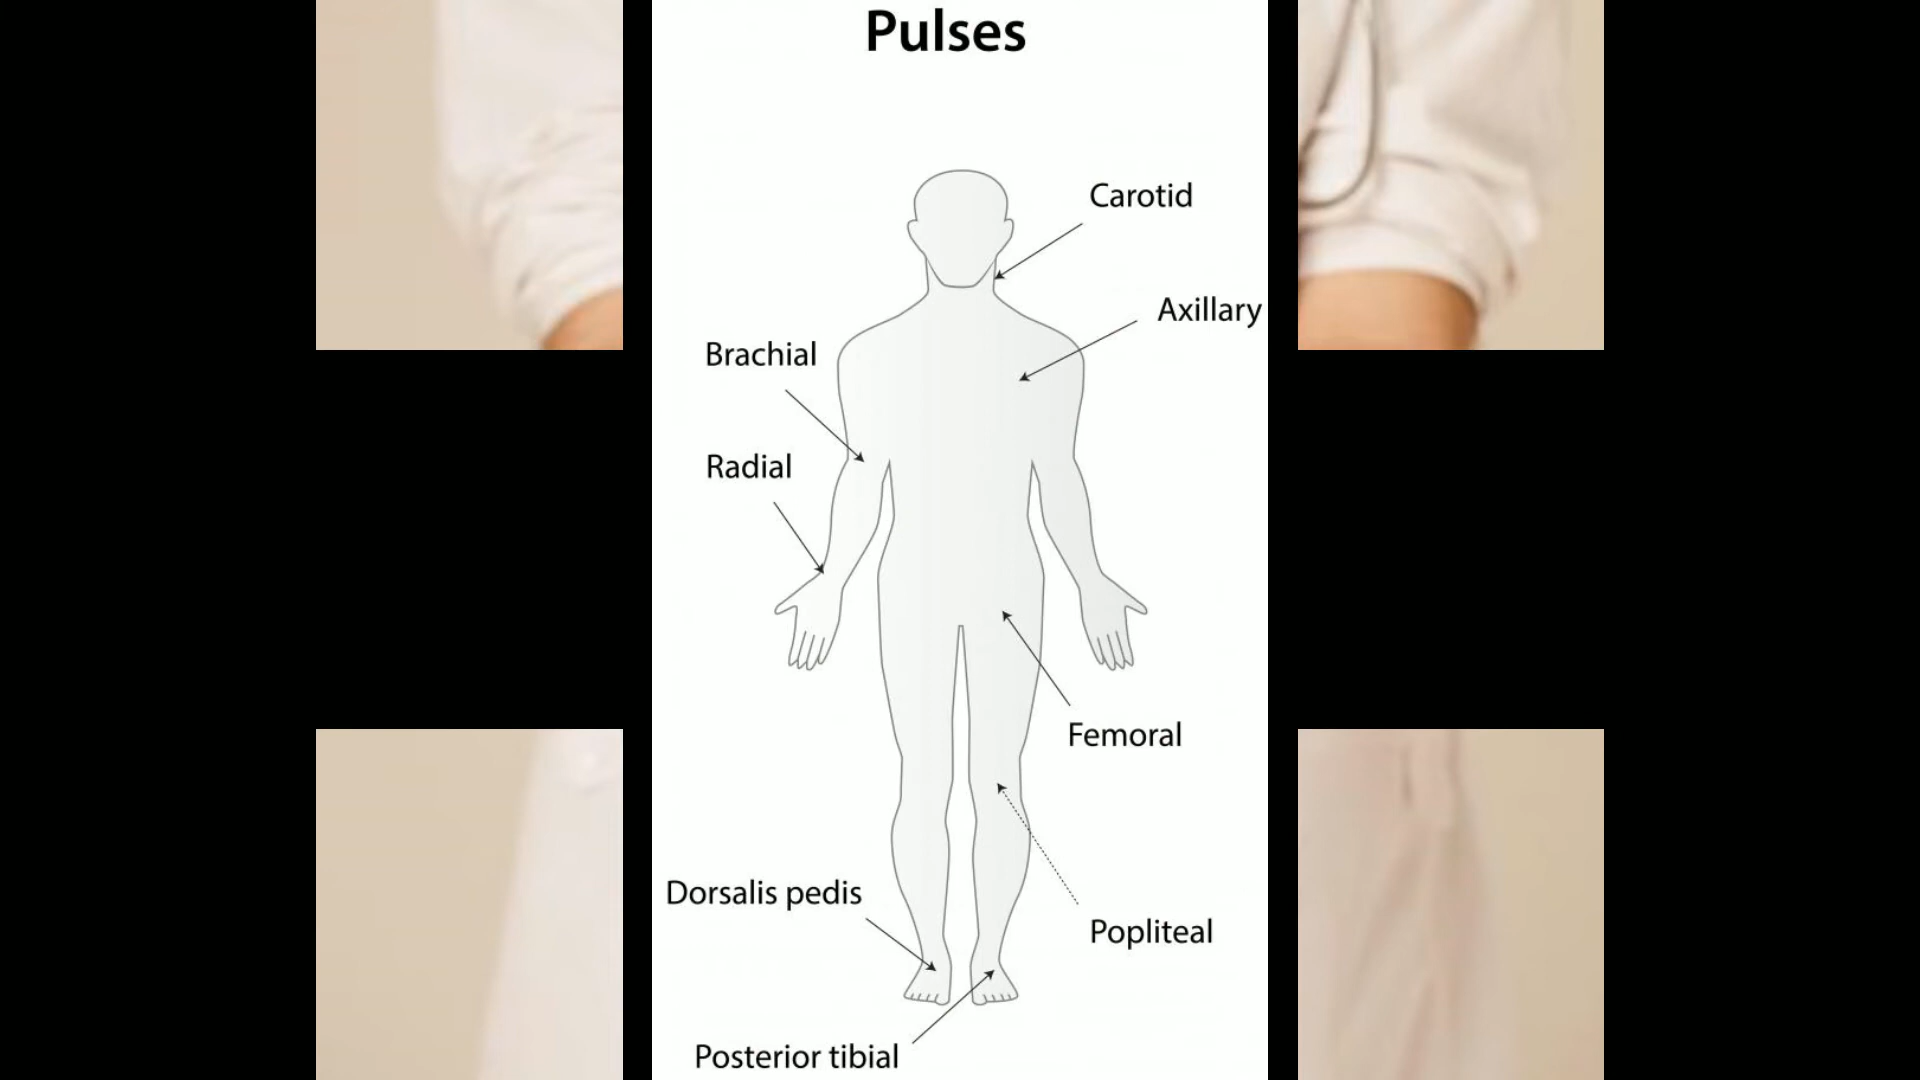 Pulses
Carotid
Axillary
Brachial
Radial
Femoral
Dorsalis pedis
Popliteal
Posterior tibial